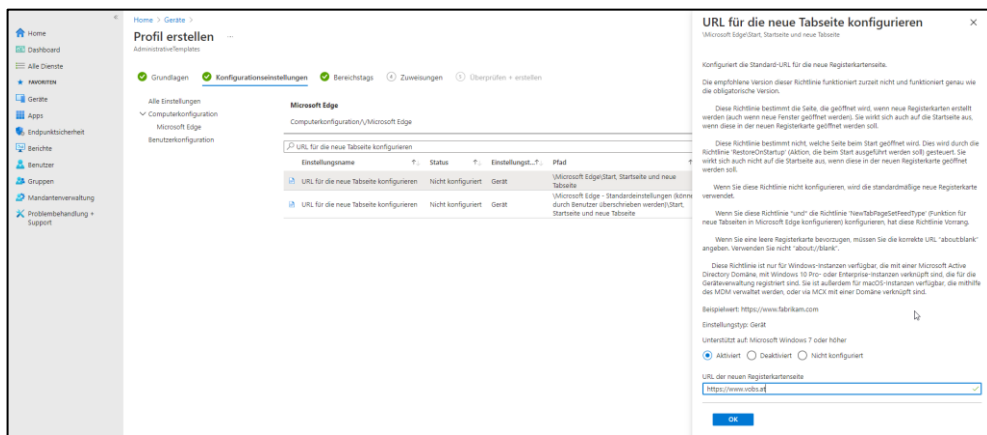 Home
Dashboard
Alle Dienste
FAVORITEN
Geräte
Apps
Endpunktsicherheit
Berichte
Benutzer
Gruppen
Mandantenverwaltung
Problembehandlung +
Support
Home > Geräte >
Profil erstellen ...
AdministrativeTemplates
Grundlagen
Konfigurationseinstellungen
Bereichstags
4 Zuweisungen
5 Überprüfen + erstellen
Alle Einstellungen
Computerkonfiguration
Microsoft Edge
Benutzerkonfiguration
Microsoft Edge
Computerkonfiguration/\/Microsoft Edge
URL für die neue Tabseite konfigurieren
Einstellungsname Status Einstellungst... Pfad
URL für die neue Tabseite konfigurieren Nicht konfiguriert Gerät \Microsoft Edge\Start, Startseite und neue
Tabseite
URL für die neue Tabseite konfigurieren Nicht konfiguriert Gerät \Microsoft Edge - Standardeinstellungen (könne
durch Benutzer überschrieben werden)\Start,
Startseite und neue Tabseite
URL für die neue Tabseite konfigurieren
\Microsoft Edge\Start, Startseite und neue Tabseite
Konfiguriert die Standard-URL für die neue Registerkartenseite.
Die empfohlene Version dieser Richtlinie funktioniert zurzeit nicht und funktioniert genau wie
die obligatorische Version.
Diese Richtlinie bestimmt die Seite, die geöffnet wird, wenn neue Registerkarten erstellt
werden (auch wenn neue Fenster geöffnet werden). Sie wirkt sich auch auf die Startseite aus,
wenn diese in der neuen Registerkarte geöffnet werden soll.
Diese Richtlinie bestimmt nicht, welche Seite beim Start geöffnet wird. Dies wird durch die
Richtlinie 'RestoreOnStartup' (Aktion, die beim Start ausgeführt werden soll) gesteuert. Sie
wirkt sich auch nicht auf die Startseite aus, wenn diese in der neuen Registerkarte geöffnet
werden soll.
Wenn Sie diese Richtlinie nicht konfigurieren, wird die standardmäßige neue Registerkarte
verwendet.
Wenn Sie diese Richtlinie "und" die Richtlinie 'NewTabPageSetFeedType' (Funktion für
neue Tabseiten in Microsoft Edge konfigurieren) konfigurieren, hat diese Richtlinie Vorrang.
Wenn Sie eine leere Registerkarte bevorzugen, müssen Sie die korrekte URL "about:blank"
angeben. Verwenden Sie nicht "about://blank".
Diese Richtlinie ist nur für Windows-Instanzen verfügbar, die mit einer Microsoft Active
Directory Domäne, mit Windows 10 Pro- oder Enterprise-Instanzen verknüpft sind, die für die
Geräteverwaltung registriert sind. Sie ist außerdem für macOS-Instanzen verfügbar, die mithilfe
des MDM verwaltet werden, oder via MCX mit einer Domäne verknüpft sind.
Beispielwert: https://www.fabrikam.com
Einstellungstyp: Gerät
Unterstützt auf: Microsoft Windows 7 oder höher
Aktiviert Deaktiviert Nicht konfiguriert
URL der neuen Registerkartenseite
https://www.vobs.at
OK